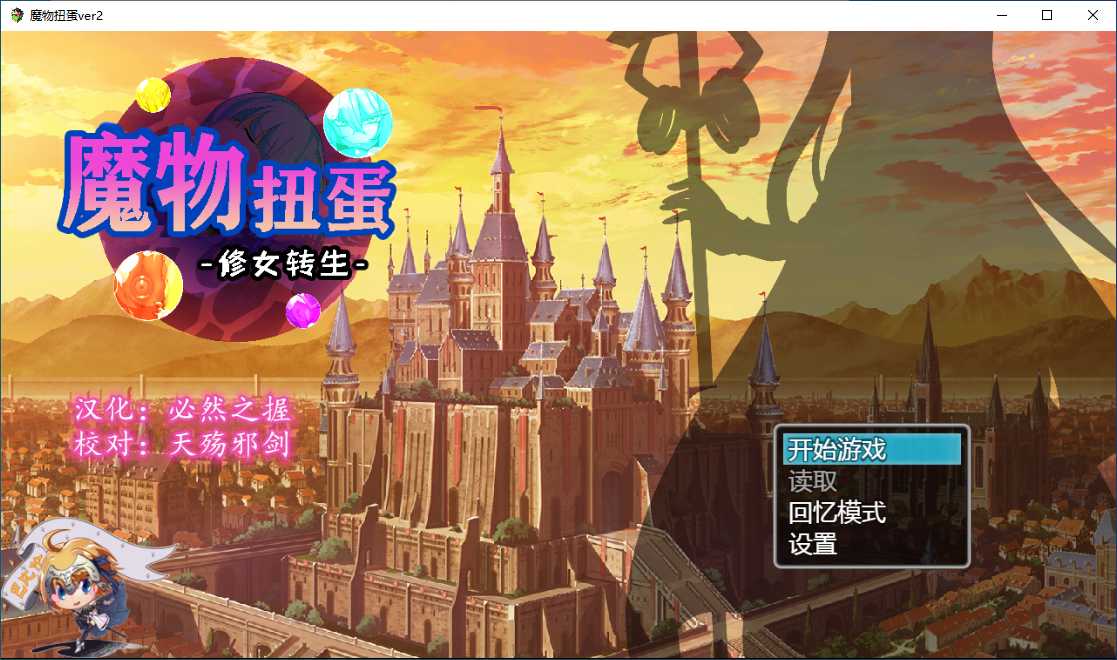 魔物扭蛋ver2
魔物扭蛋
-修女转生-
汉化：必然之握
校对：天殇邪剑
开始游戏
读取
回忆模式
设置